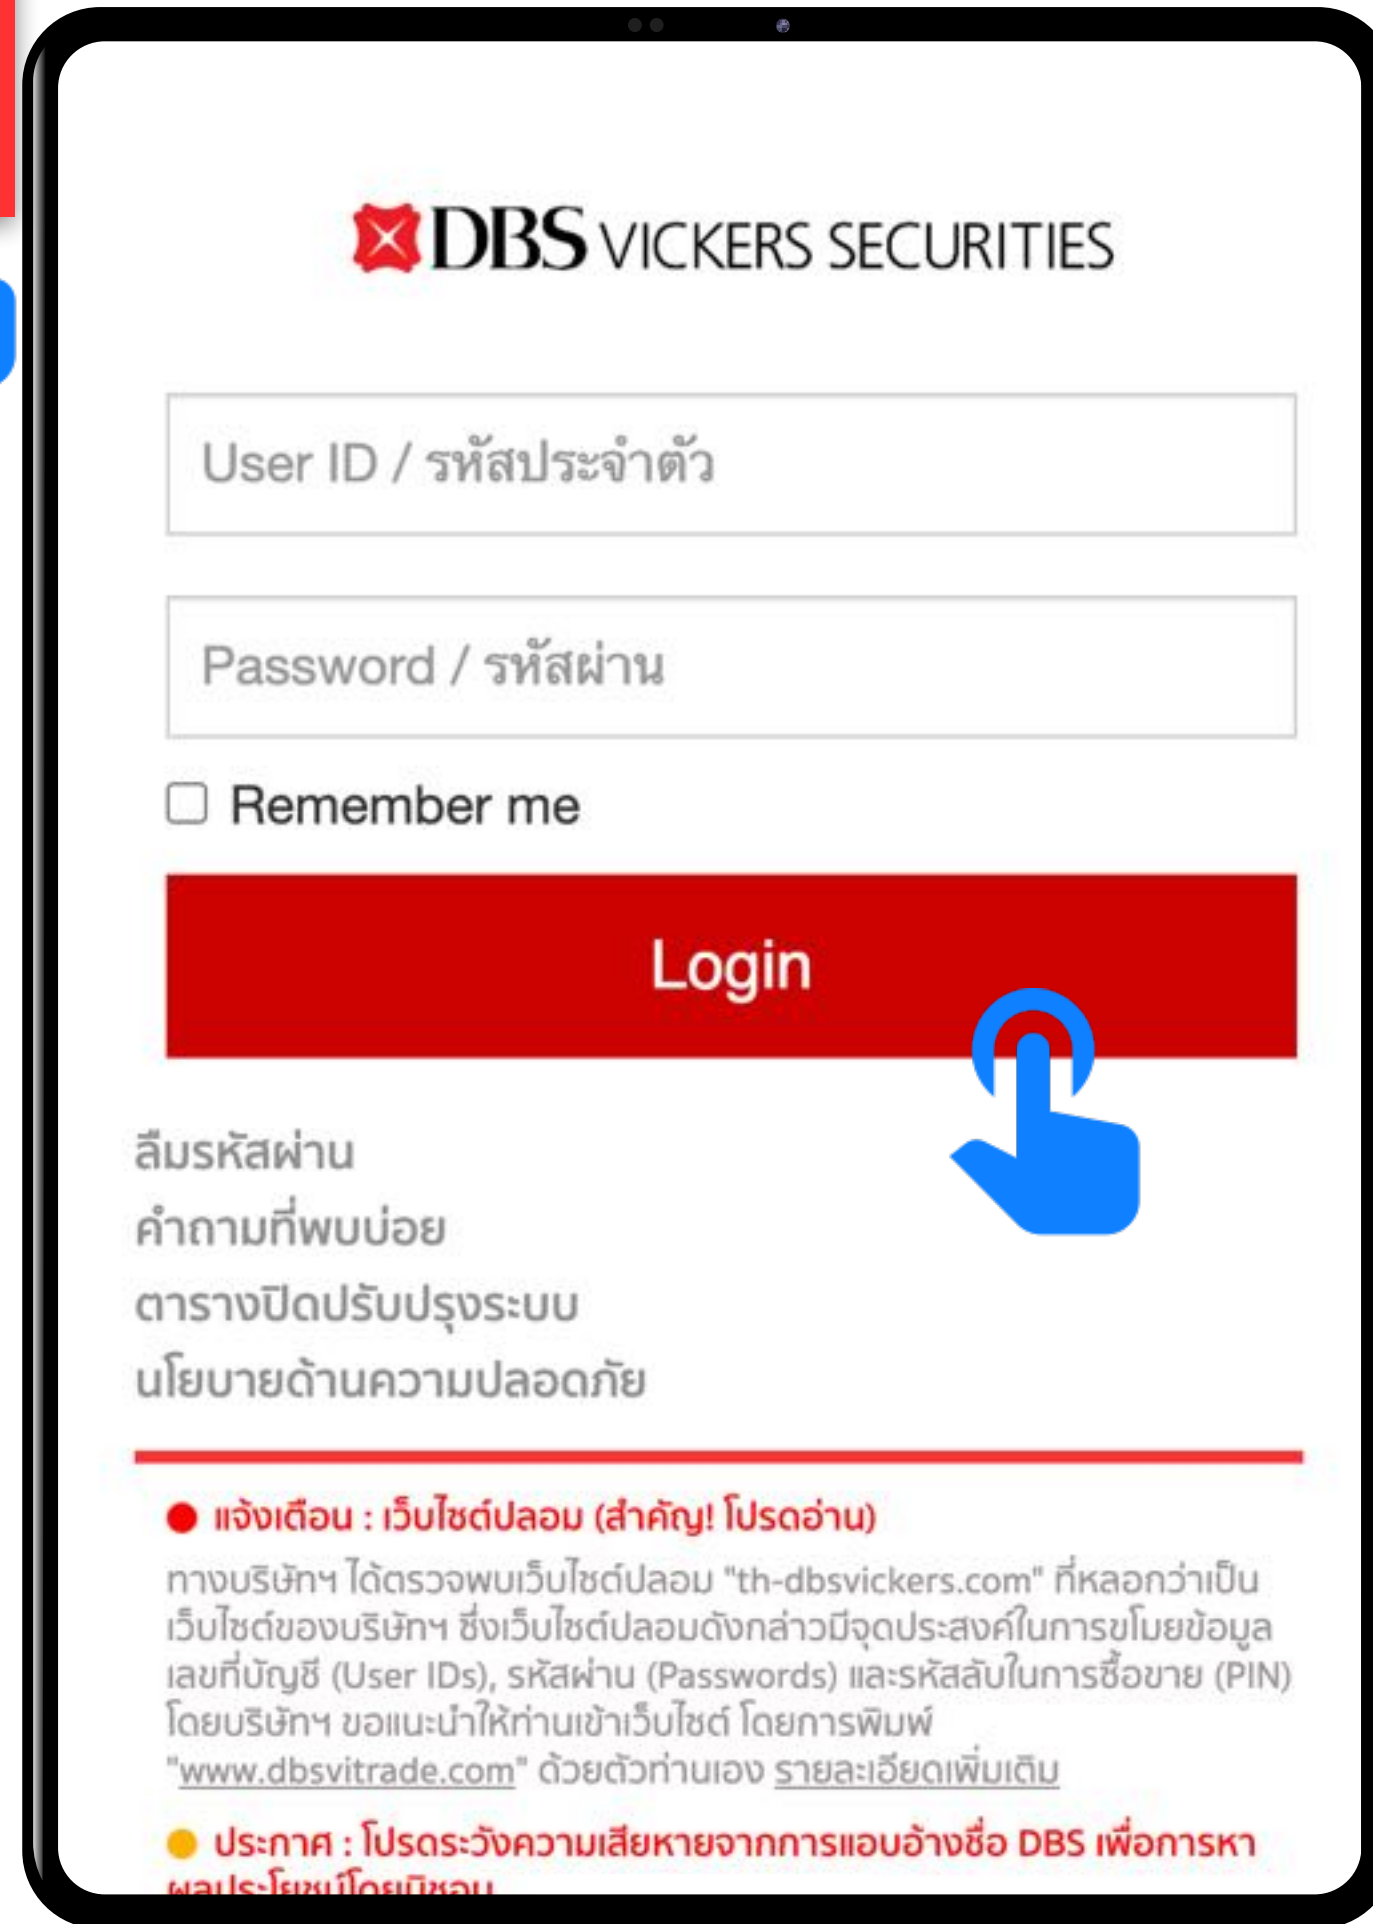 DBS VICKERS SECURITIES
User ID / รหัสประจำตัว
Password / รหัสผ่าน
Remember me
Login
ลืมรหัสผ่าน
คำถามที่พบบ่อย
ตารางปิดปรับปรุงระบบ
นโยบายด้านความปลอดภัย
แจ้งเตือน : เว็บไซต์ปลอม (สำคัญ! โปรดอ่าน)
ทางบริษัทฯ ได้ตรวจพบเว็บไซต์ปลอม "th-dbsvickers.com" ที่หลอกว่าเป็น
เว็บไซต์ของบริษัทฯ ซึ่งเว็บไซต์ปลอมดังกล่าวมีจุดประสงค์ในการขโมยข้อมูล
เลขที่บัญชี (User IDs), รหัสผ่าน (Passwords) และรหัสลับในการซื้อขาย (PIN)
โดยบริษัทฯ ขอแนะนำให้ท่านเข้าเว็บไซต์ โดยการพิมพ์
"www.dbsvitrade.com" ด้วยตัวท่านเอง รายละเอียดเพิ่มเติม
ประกาศ : โปรดระวังความเสียหายจากการแอบอ้างชื่อ DBS เพื่อการหา
ผลประโยชน์โดยมิชอบ